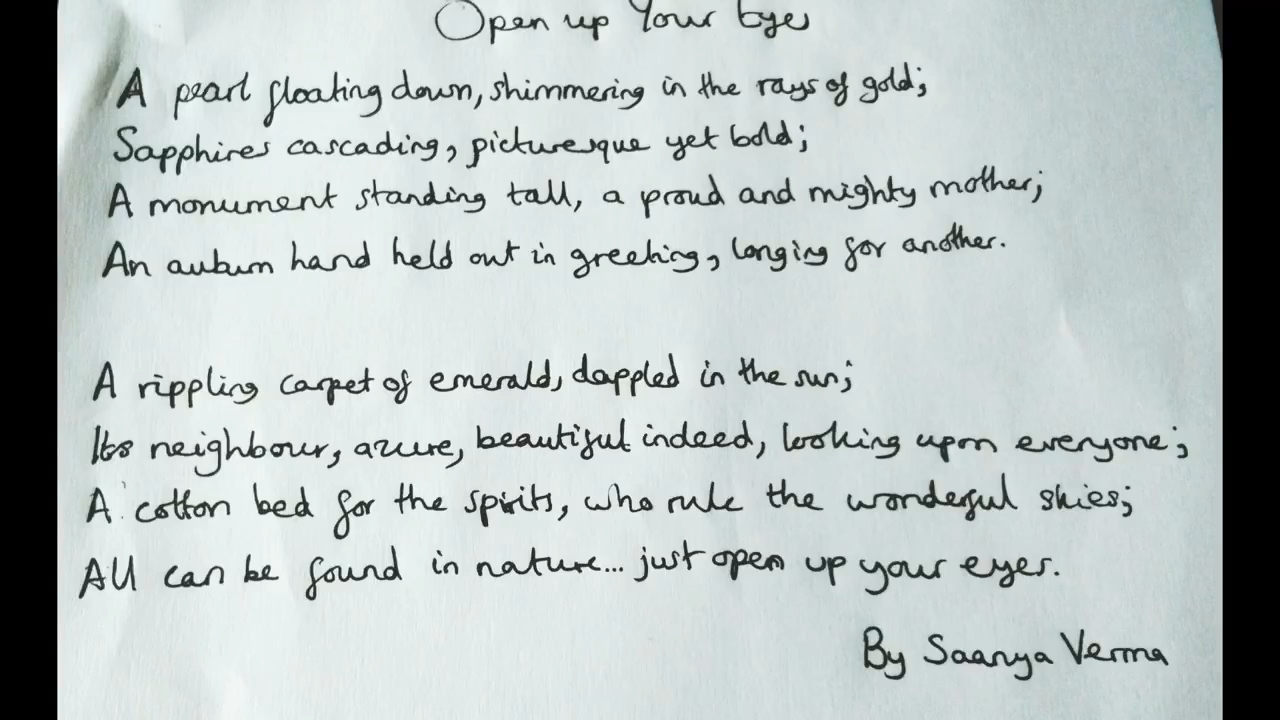 Open up Your Eyes
A pearl floating down, shimmering in the rays of gold;
Sapphires cascading, picturesque yet bold;
A monument standing tall, a proud and mighty mother;
An auburn hand held out in greeting, longing for another.
A rippling carpet of emerald, dappled in the sun;
Its neighbour, azure, beautiful indeed, looking upon everyone;
A cotton bed for the spirits, who rule the wonderful skies;
All can be found in nature... just open up your eyes.
By Saanya Verma